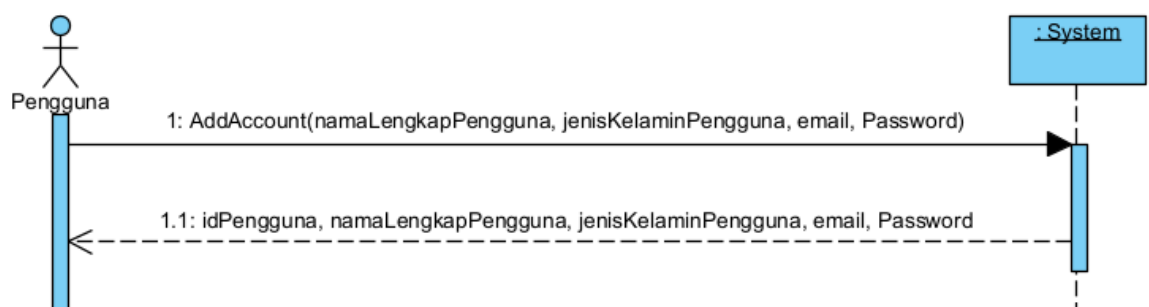 : System
Pengguna
1: AddAccount(namaLengkapPengguna, jenisKelaminPengguna, email, Password)
1.1: idPengguna, namaLengkapPengguna, jenisKelaminPengguna, email, Password